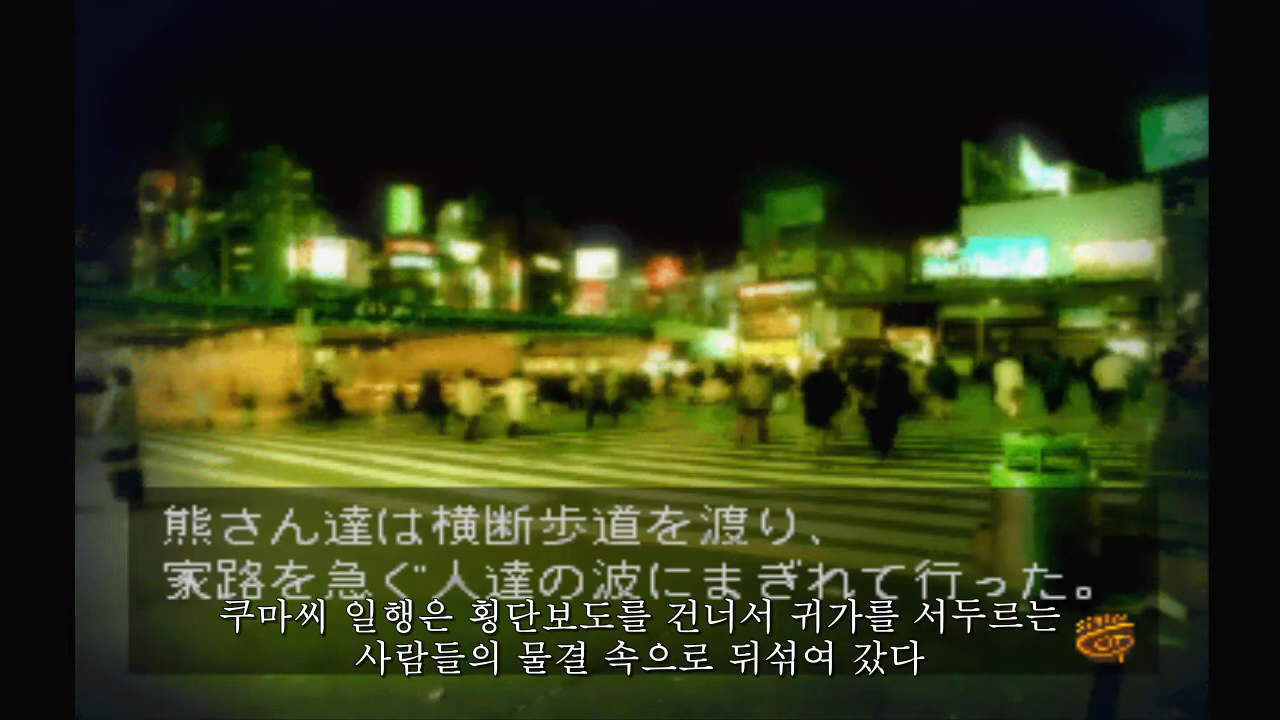 熊さん達は横断歩道を渡り、
家路を急ぐ人達の波にまぎれて行った。
쿠마씨 일행은 횡단보도를 건너서 귀가를 서두르는
사람들의 물결 속으로 뒤섞여 갔다